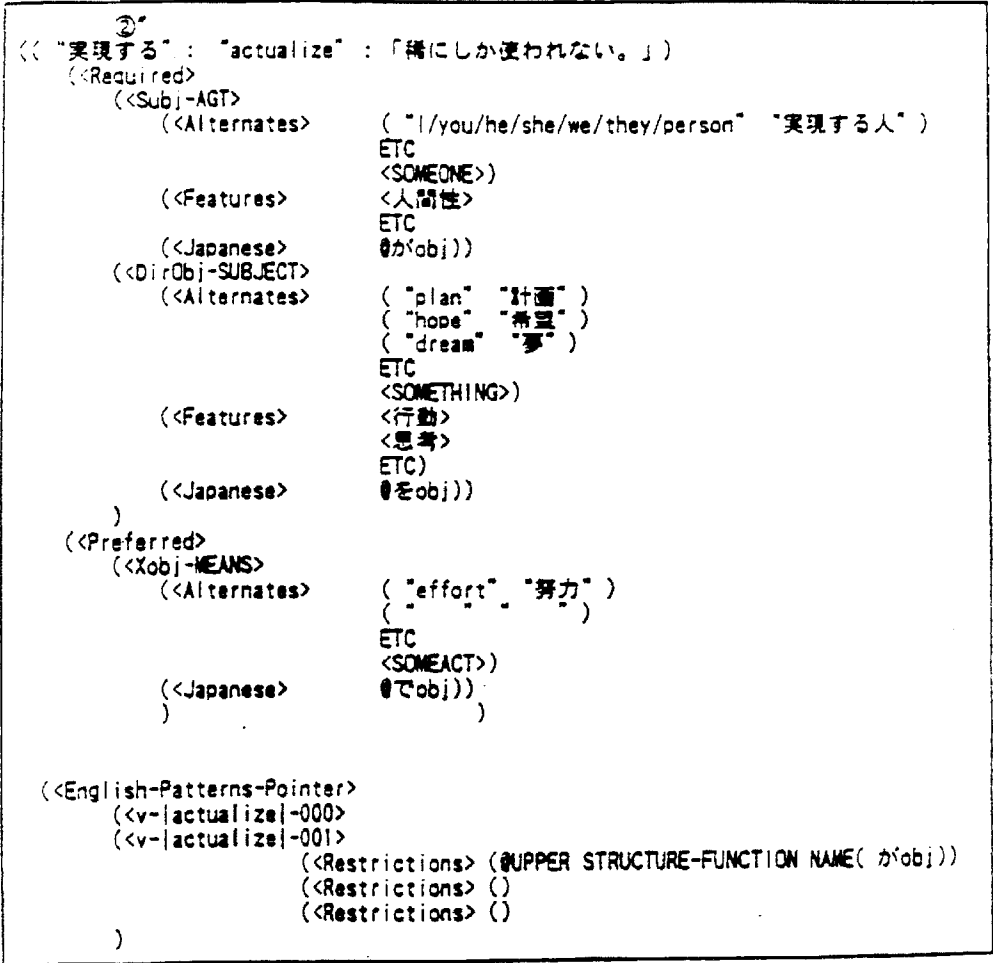 ②"
(( "実現する" : "actualize" : 「稀にしか使われない。」)
(<Required>
(<Subj-AGT>
(<Alternates> ( "I/you/he/she/we/they/person" "実現する人" )
ETC
<SOMEONE>)
(<Features> <人間性>
ETC
(<Japanese> @がobj))
(<DirObj-SUBJECT>
(<Alternates> ( "plan" "計画" )
( "hope" "希望" )
( "dream" "夢" )
ETC
<SOMETHING>)
(<Features> <行動>
<思考>
ETC)
(<Japanese> @をobj))
)
(<Preferred>
(<Xobj-MEANS>
(<Alternates> ( "effort" "努力" )
( " " " " )
ETC
<SOMEACT>)
(<Japanese> @でobj))
) )
(<English-Patterns-Pointer>
(<v-|actualize|-000>
(<v-|actualize|-001>
(<Restrictions> (@UPPER STRUCTURE-FUNCTION NAME( がobj))
(<Restrictions> ()
(<Restrictions> ()
)